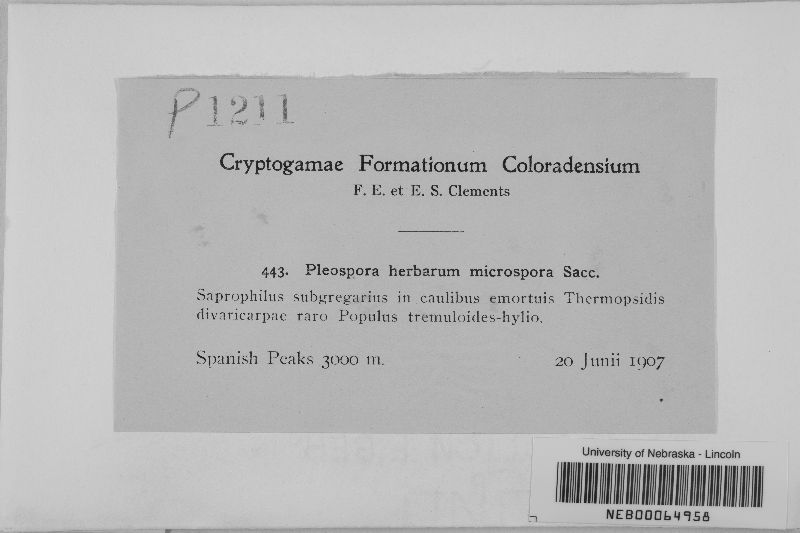 P1211
Cryptogamae Formationum Coloradensium
F. E. et E. S. Clements
443. Pleospora herbarum microspora Sacc.
Saprophilus subgregarius in caulibus emortuis Thermopsidis
divaricarpae raro Populus tremuloides-hylio.
Spanish Peaks 3000 m. 20 Junii 1907
University of Nebraska - Lincoln
NEB00064958